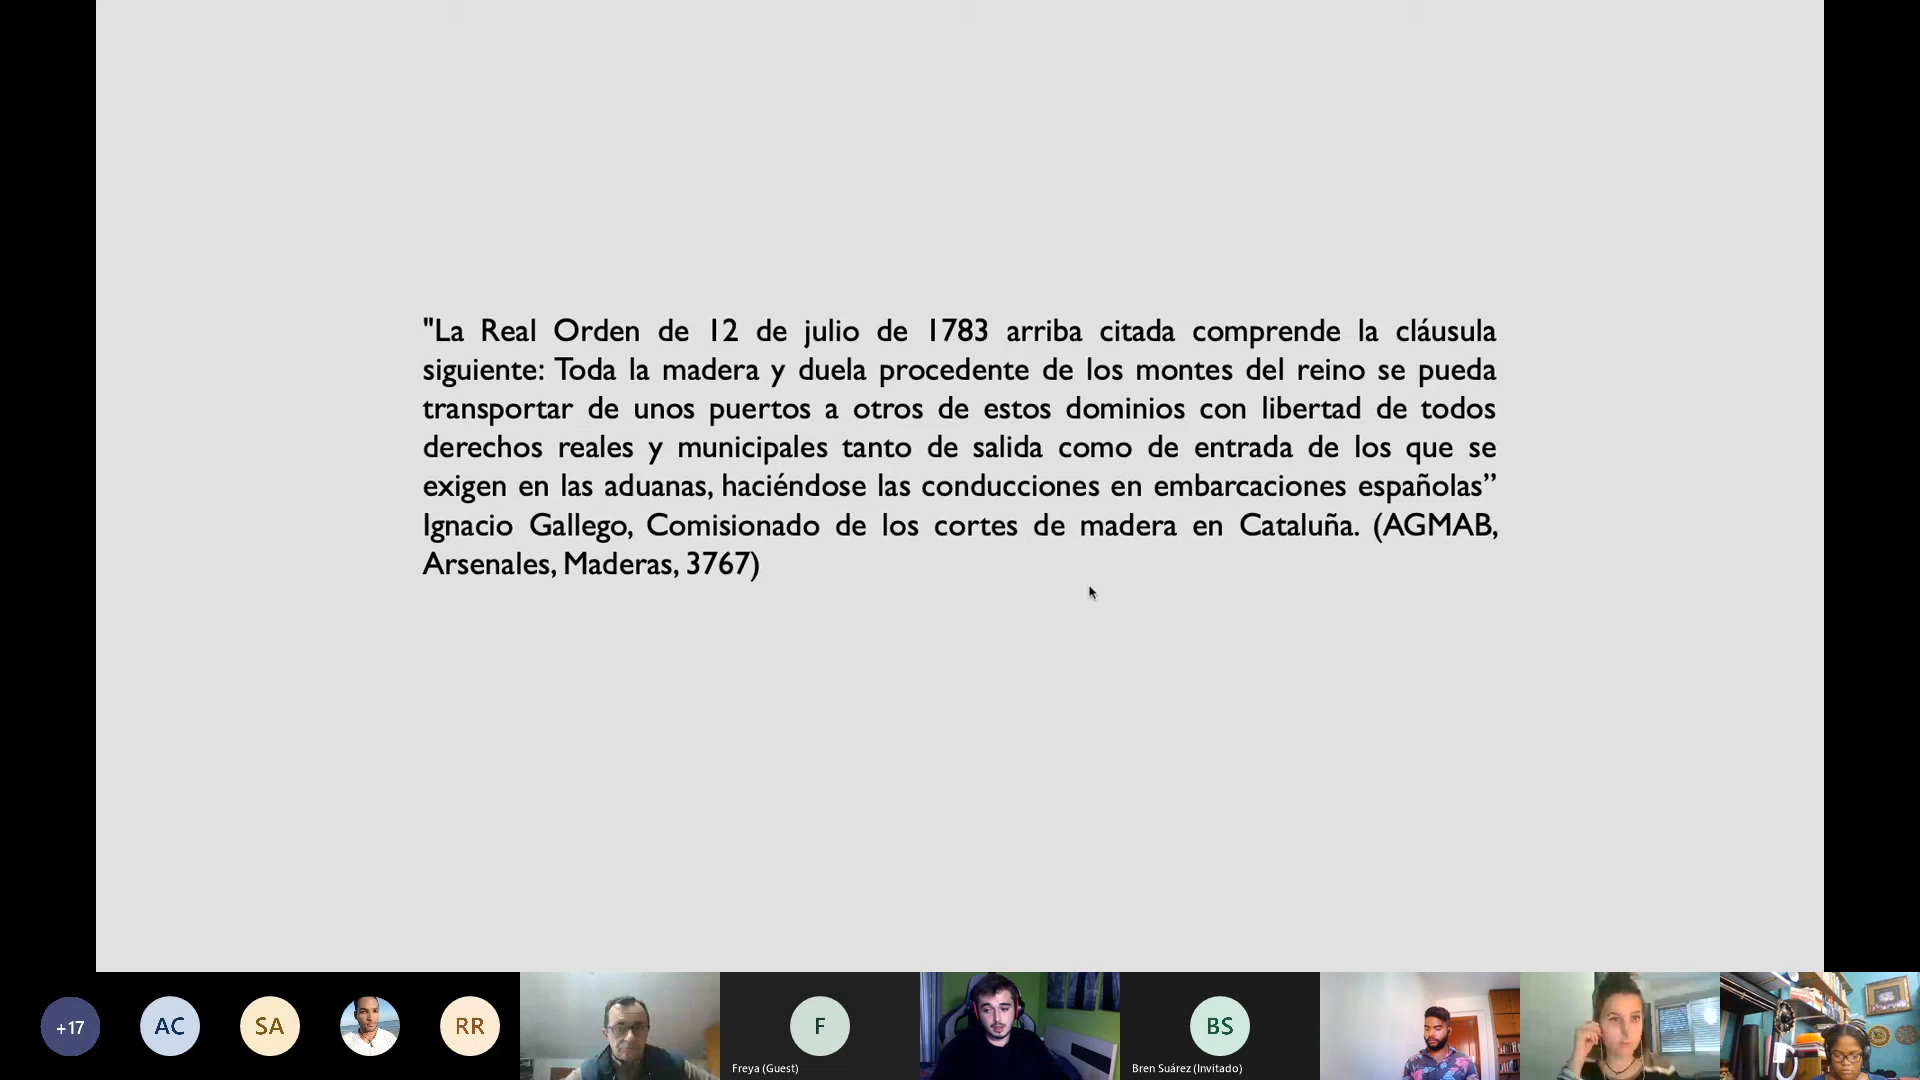 "La Real Orden de 12 de julio de 1783 arriba citada comprende la cláusula
siguiente: Toda la madera y duela procedente de los montes del reino se pueda
transportar de unos puertos a otros de estos dominios con libertad de todos
derechos reales y municipales tanto de salida como de entrada de los que se
exigen en las aduanas, haciéndose las conducciones en embarcaciones españolas”
Ignacio Gallego, Comisionado de los cortes de madera en Cataluña. (AGMAB,
Arsenales, Maderas, 3767)
+17
AC
SA
RR
F
Freya (Guest)
BS
Bren Suárez (Invitado)